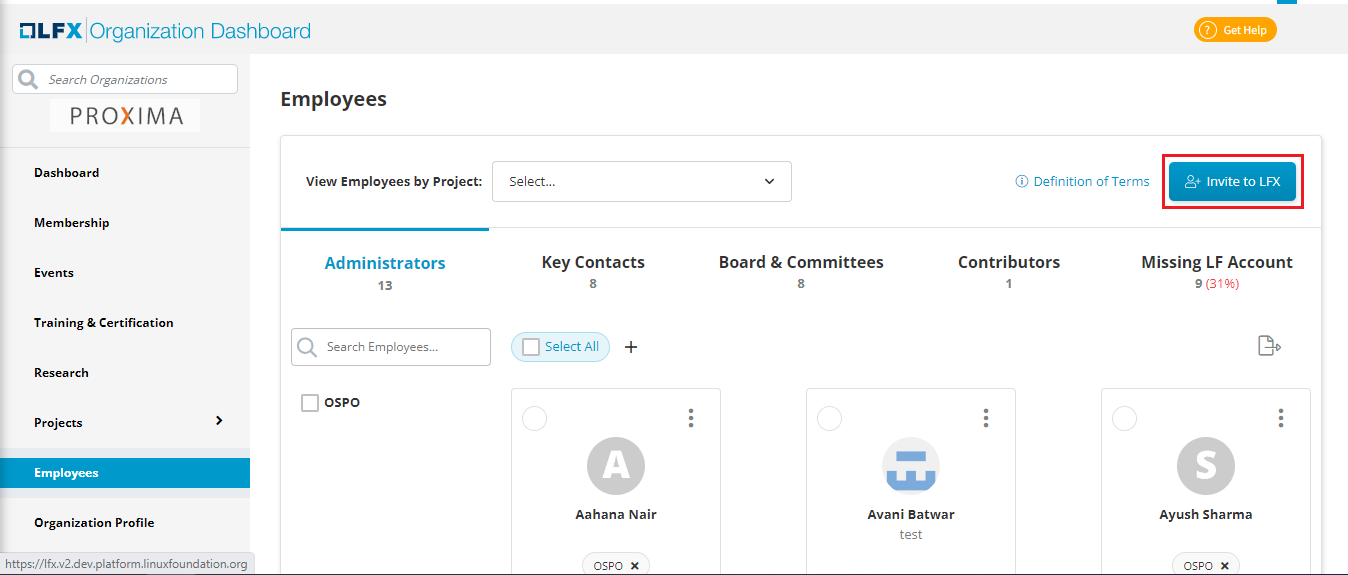 LFX Organization Dashboard
? Get Help
Search Organizations
PROXIMA
Dashboard
Membership
Events
Training & Certification
Research
Projects
Employees
Organization Profile
https://lfx.v2.dev.platform.linuxfoundation.org
Employees
View Employees by Project: Select...
Definition of Terms
Invite to LFX
Administrators
13
Key Contacts
8
Board & Committees
8
Contributors
1
Missing LF Account
9 (31%)
Search Employees...
Select All
+
OSPO
A
Aahana Nair
OSPO ×
Avani Batwar
test
S
Ayush Sharma
OSPO ×